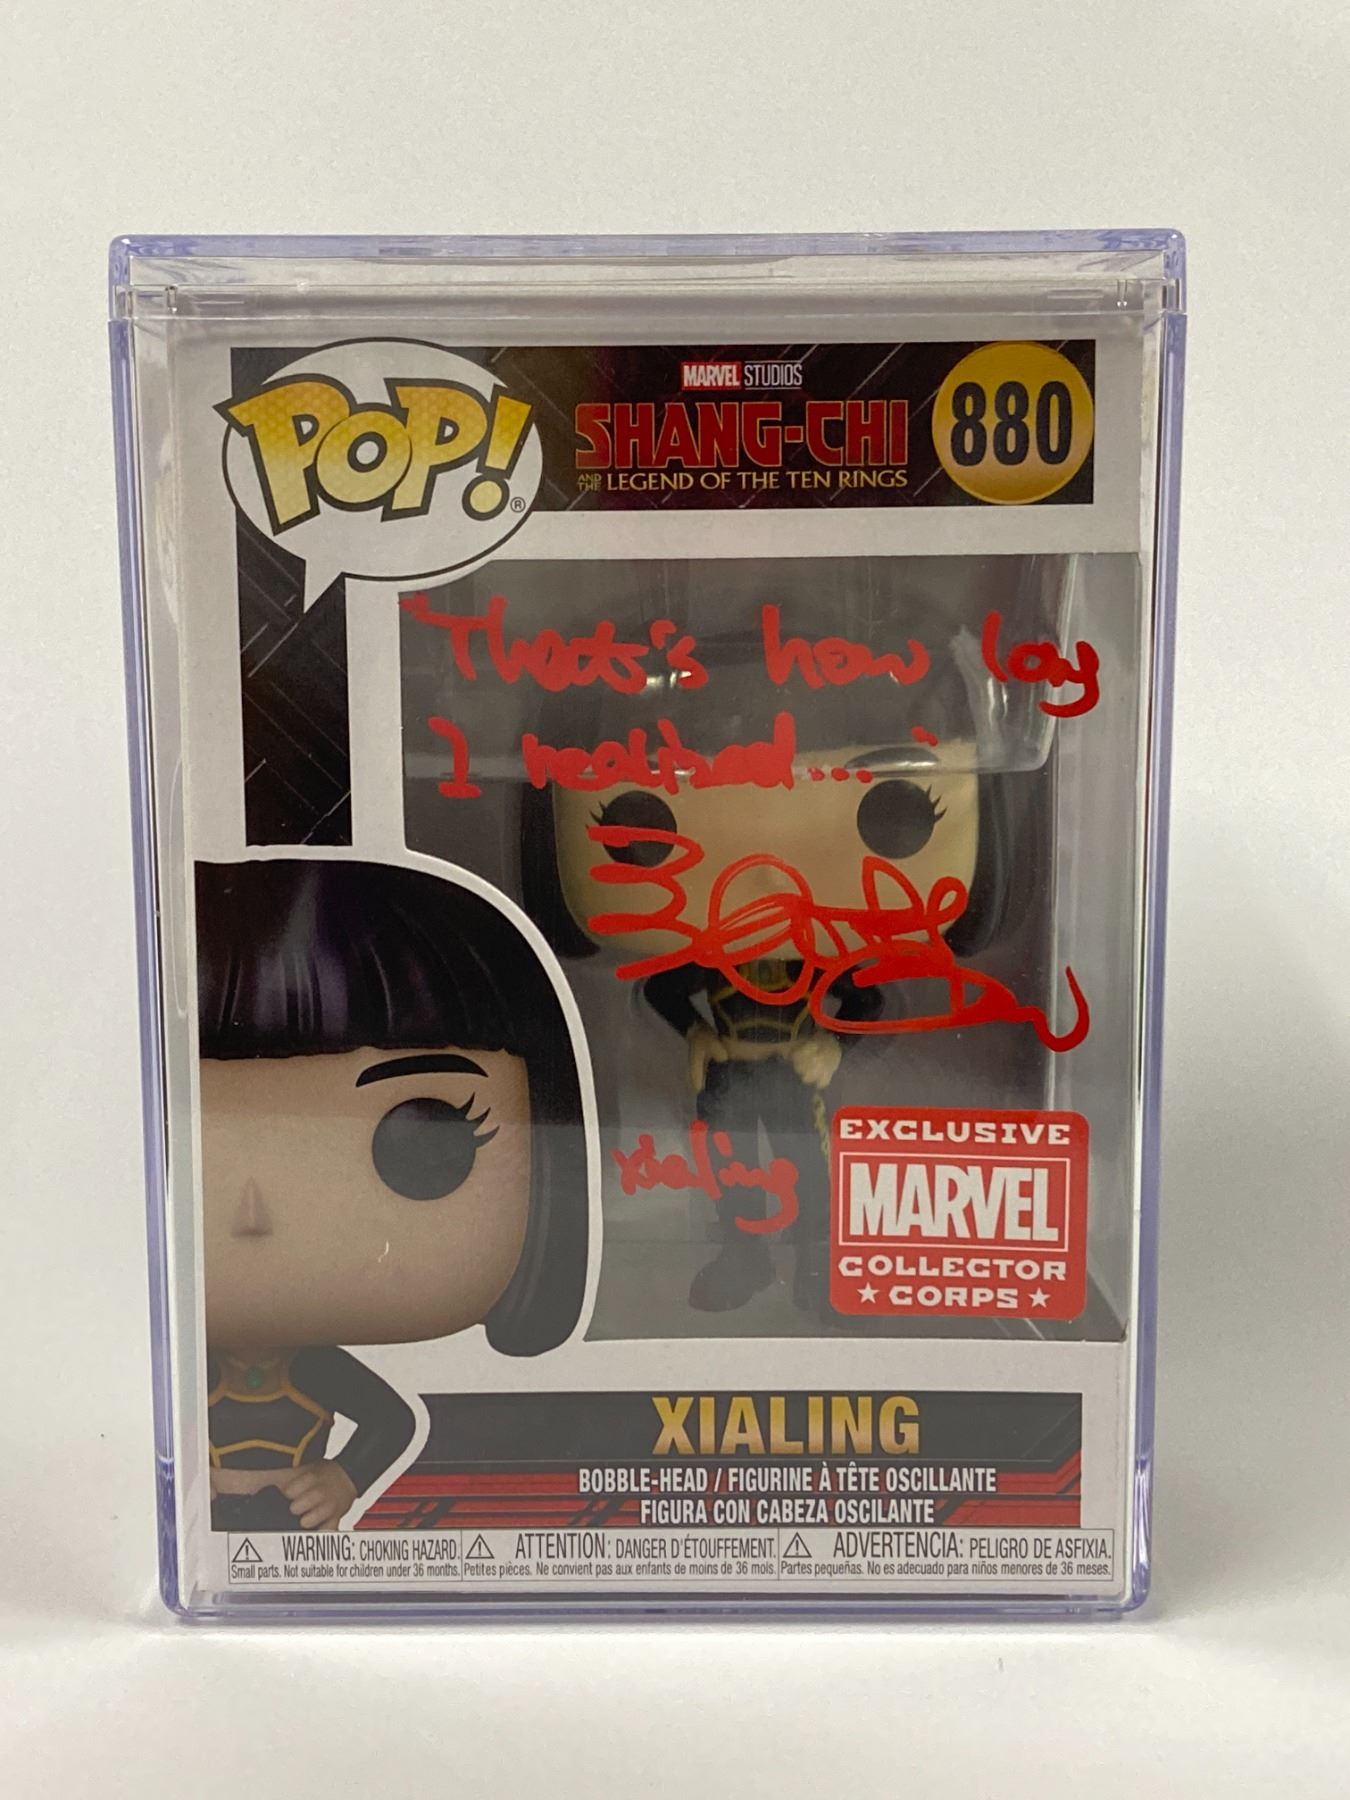 POP!®
MARVEL STUDIOS
SHANG-CHI
AND THE LEGEND OF THE TEN RINGS
880
"That's how long
I realized..."
xialing
EXCLUSIVE
MARVEL
COLLECTOR
★ CORPS ★
XIALING
BOBBLE-HEAD / FIGURINE À TÊTE OSCILLANTE
FIGURA CON CABEZA OSCILANTE
⚠ WARNING: CHOKING HAZARD.
Small parts. Not suitable for children under 36 months.
⚠ ATTENTION: DANGER D'ÉTOUFFEMENT.
Petites pièces. Ne convient pas aux enfants de moins de 36 mois.
⚠ ADVERTENCIA: PELIGRO DE ASFIXIA.
Partes pequeñas. No es adecuado para niños menores de 36 meses.